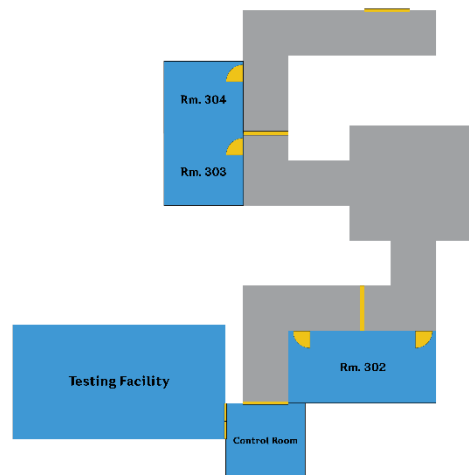 Rm. 304
Rm. 303
Rm. 302
Testing Facility
Control Room